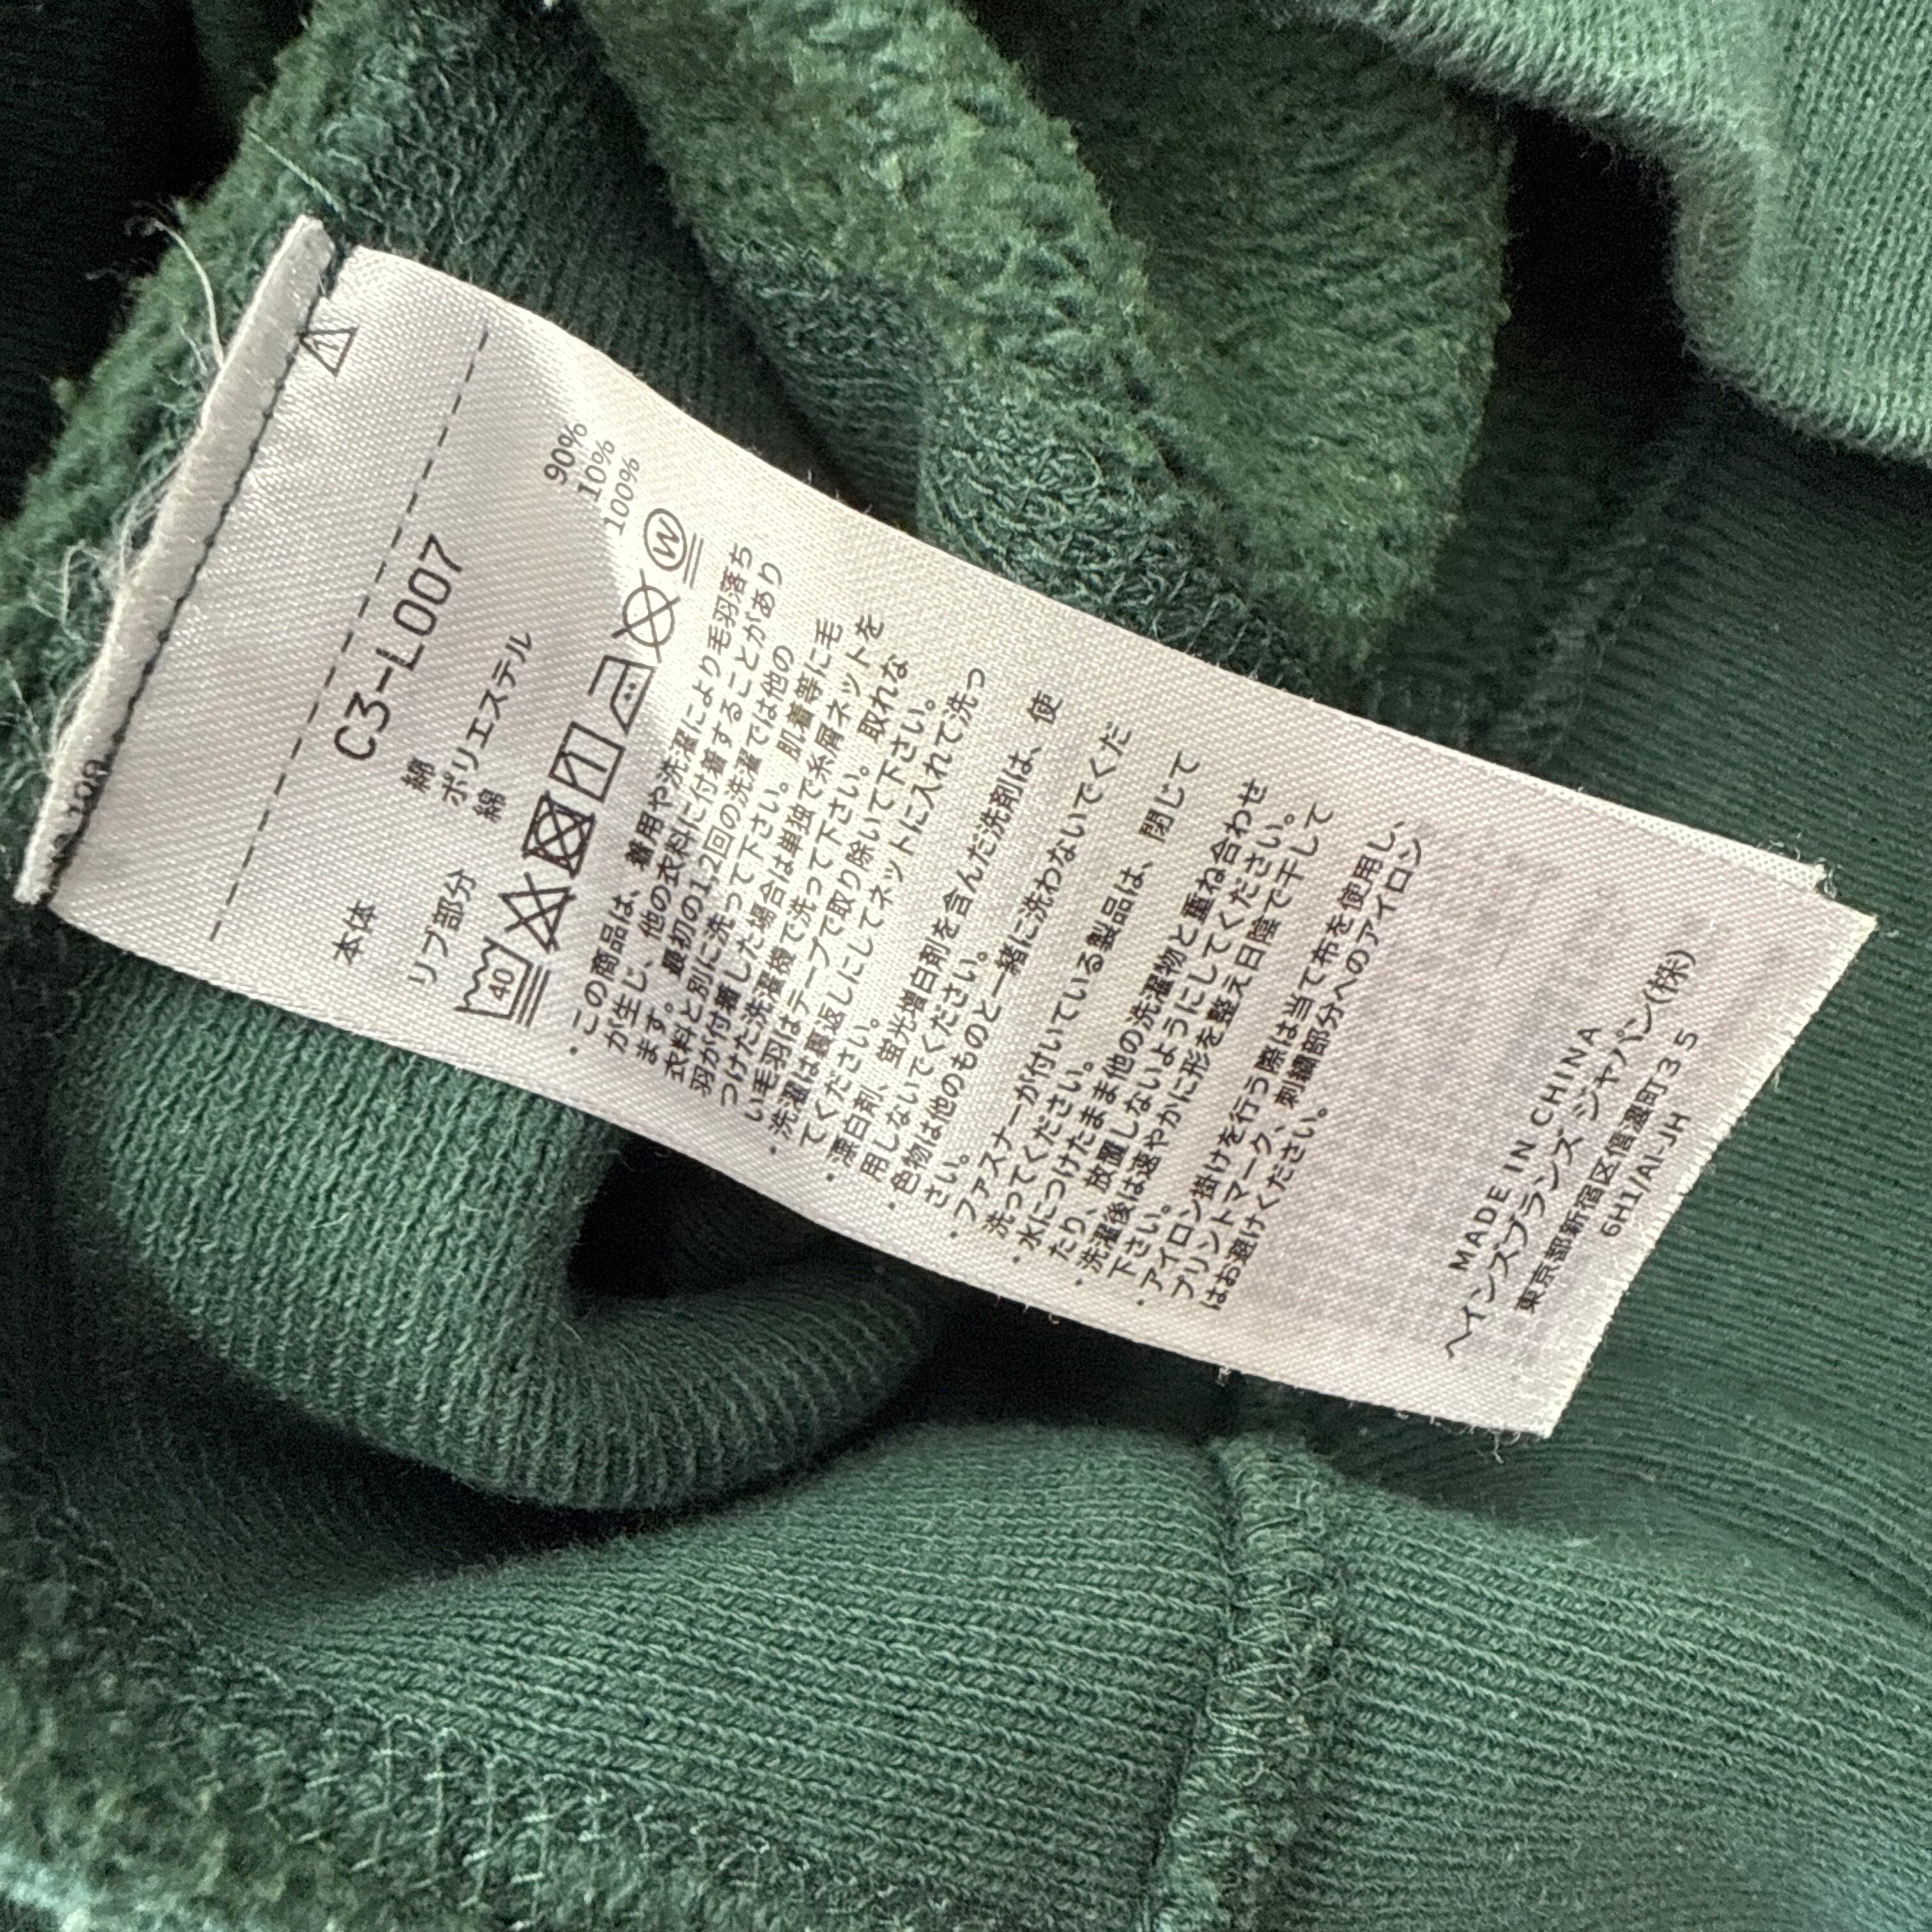 C3-L007
本体 綿 90%
ポリエステル 10%
リブ部分 綿 100%
40
W
・この商品は、着用や洗濯により毛羽落ち
が生じ、他の衣料に付着することがあり
ます。最初の1,2回の洗濯では他の
衣料と別に洗って下さい。肌着等に毛
羽が付着した場合は単独で糸屑ネットを
つけた洗濯機で洗って下さい。取れな
い毛羽はテープで取り除いて下さい。
・洗濯は裏返しにしてネットに入れて洗っ
てください。
・漂白剤、蛍光増白剤を含んだ洗剤は、使
用しないでください。
・色物は他のものと一緒に洗わないでくだ
さい。
・ファスナーが付いている製品は、閉じて
洗ってください。
・水につけたまま他の洗濯物と重ね合わせ
たり、放置しないようにしてください。
・洗濯後は速やかに形を整え日陰で干して
下さい。
・アイロン掛けを行う際は当て布を使用し、
プリントマーク、刺繍部分へのアイロン
はお避けください。
MADE IN CHINA
ヘインズブランズ ジャパン(株)
東京都新宿区信濃町35
6H1/AI-JH